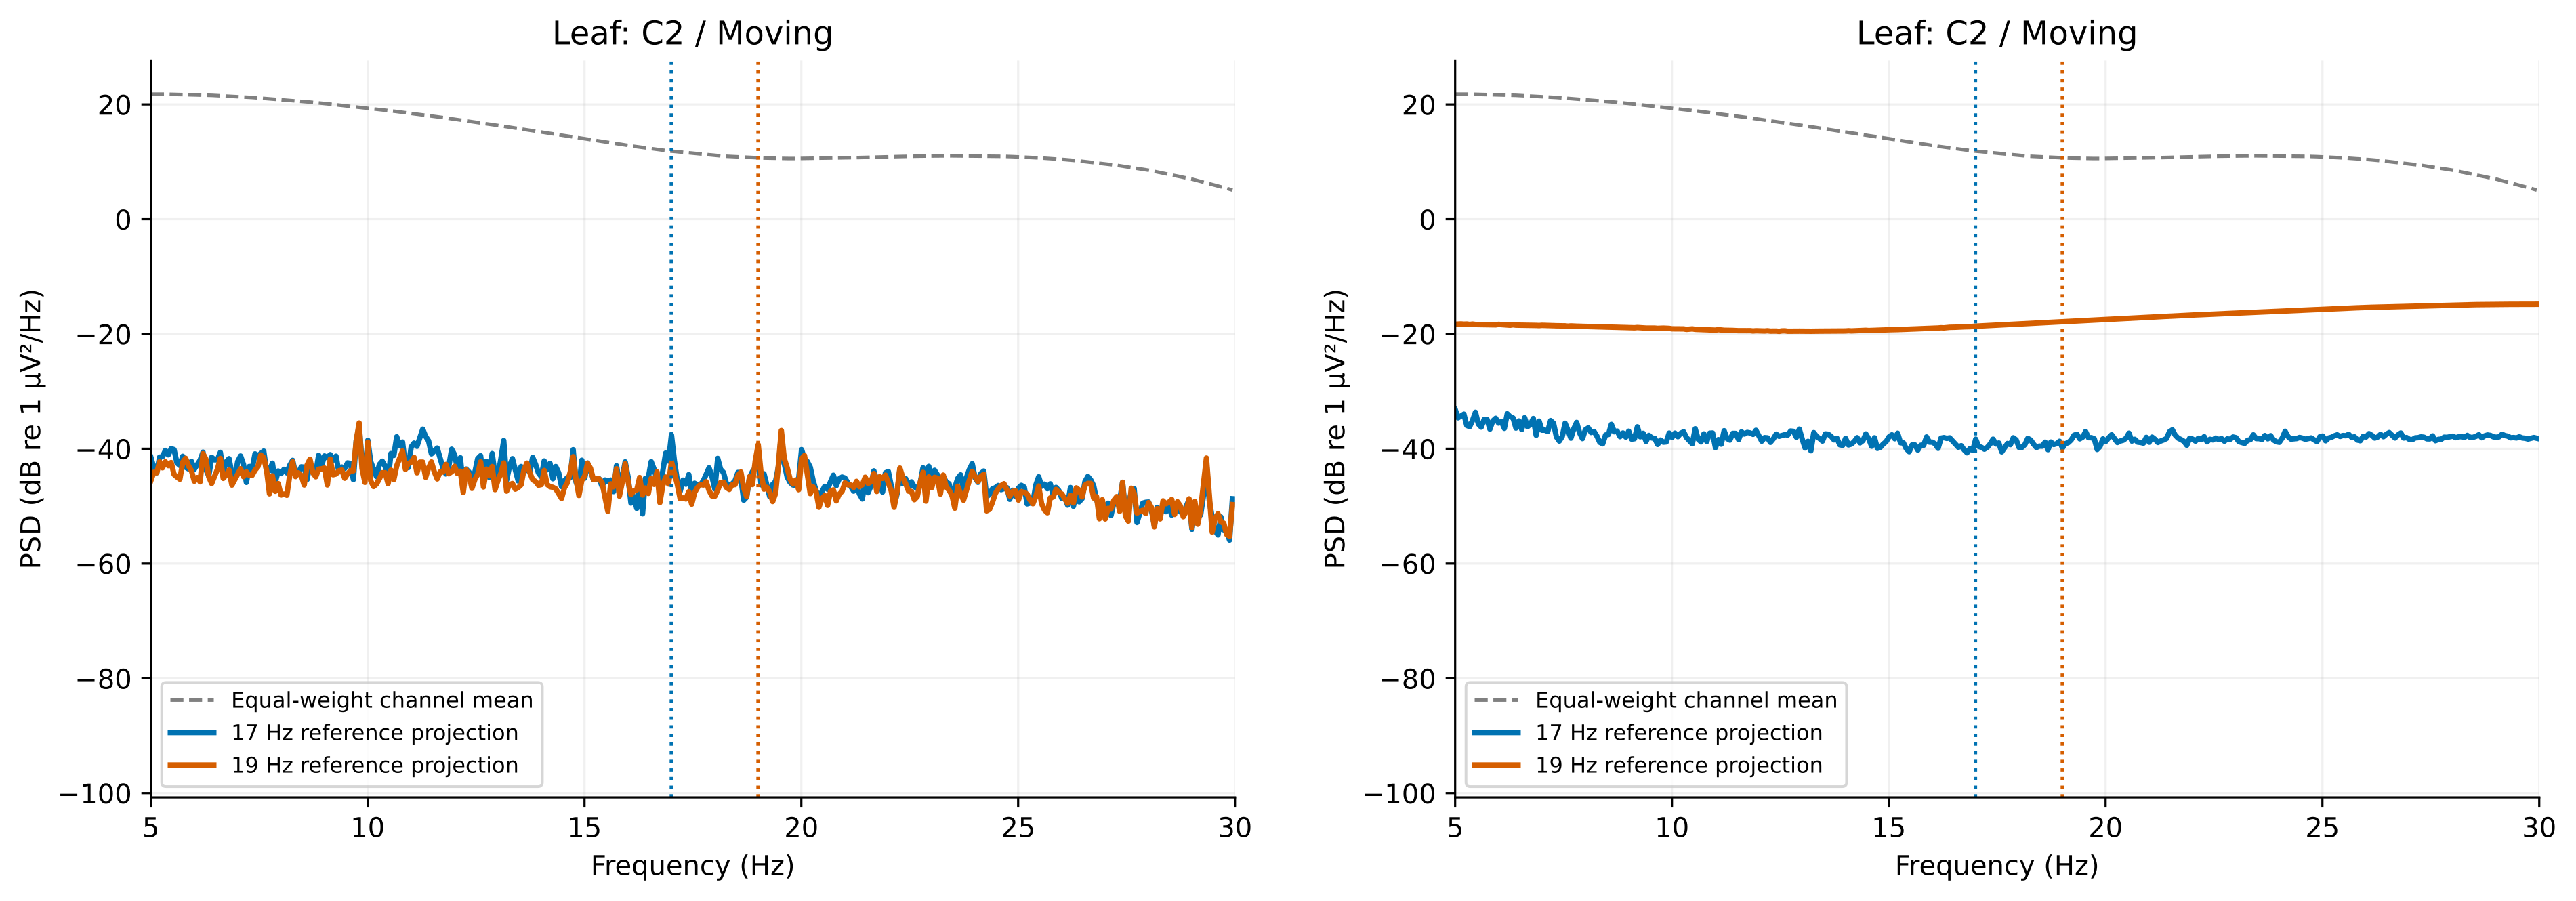 Leaf: C2 / Moving
PSD (dB re 1 µV²/Hz)
20
0
−20
−40
−60
−80
−100
Equal-weight channel mean
17 Hz reference projection
19 Hz reference projection
5
10
15
20
25
30
Frequency (Hz)
Leaf: C2 / Moving
PSD (dB re 1 µV²/Hz)
20
0
−20
−40
−60
−80
−100
Equal-weight channel mean
17 Hz reference projection
19 Hz reference projection
5
10
15
20
25
30
Frequency (Hz)